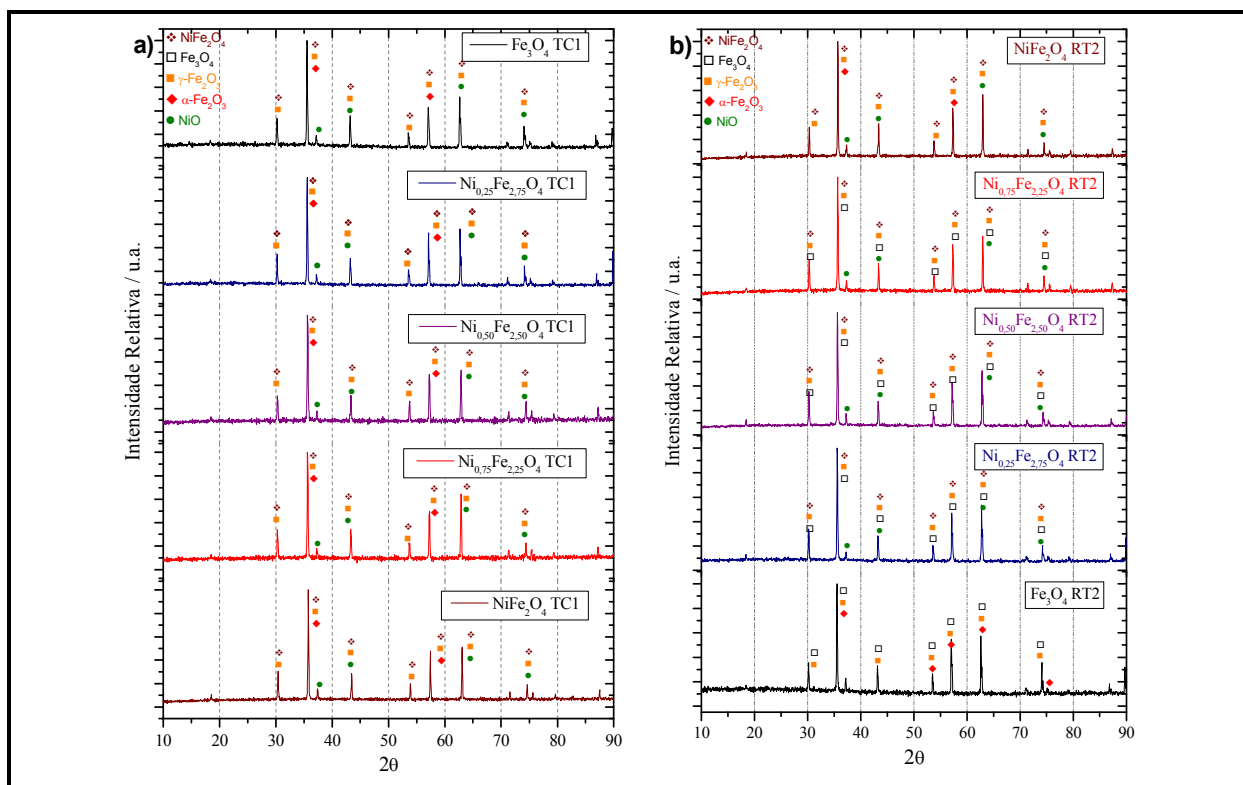 a)
NiFe₂O₄
Fe₃O₄
γ-Fe₂O₃
α-Fe₂O₃
NiO
Fe₃O₄ TC1
Ni₀,₂₅Fe₂,₇₅O₄ TC1
Ni₀,₅₀Fe₂,₅₀O₄ TC1
Ni₀,₇₅Fe₂,₂₅O₄ TC1
NiFe₂O₄ TC1
Intensidade Relativa / u.a.
10 20 30 40 50 60 70 80 90
2θ
b)
NiFe₂O₄
Fe₃O₄
γ-Fe₂O₃
α-Fe₂O₃
NiO
NiFe₂O₄ RT2
Ni₀,₇₅Fe₂,₂₅O₄ RT2
Ni₀,₅₀Fe₂,₅₀O₄ RT2
Ni₀,₂₅Fe₂,₇₅O₄ RT2
Fe₃O₄ RT2
Intensidade Relativa / u.a.
10 20 30 40 50 60 70 80 90
2θ